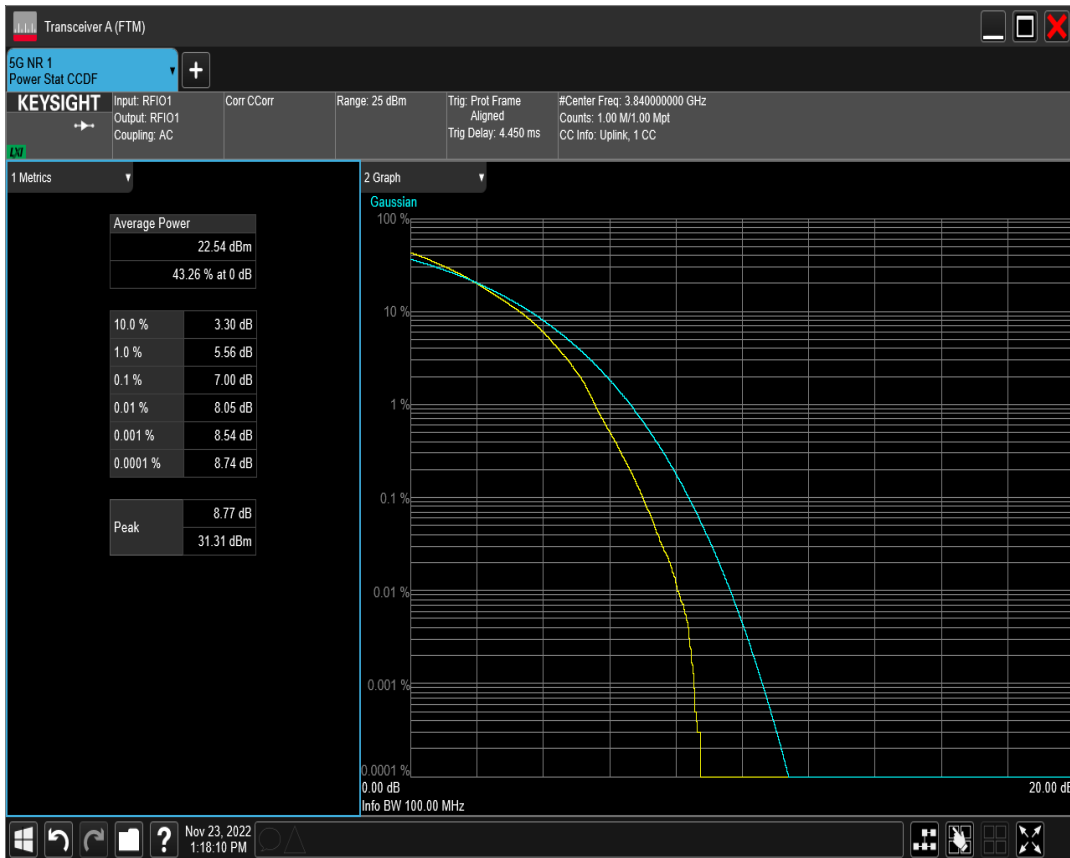 Transceiver A (FTM)
5G NR 1
Power Stat CCDF
+
KEYSIGHT
LXI
Input: RFIO1
Output: RFIO1
Coupling: AC
Corr CCorr
Range: 25 dBm
Trig: Prot Frame
Aligned
Trig Delay: 4.450 ms
#Center Freq: 3.840000000 GHz
Counts: 1.00 M/1.00 Mpt
CC Info: Uplink, 1 CC
1 Metrics
Average Power
22.54 dBm
43.26 % at 0 dB
10.0 % 3.30 dB
1.0 % 5.56 dB
0.1 % 7.00 dB
0.01 % 8.05 dB
0.001 % 8.54 dB
0.0001 % 8.74 dB
Peak 8.77 dB
31.31 dBm
2 Graph
Gaussian
100 %
10 %
1 %
0.1 %
0.01 %
0.001 %
0.0001 %
0.00 dB 20.00 dB
Info BW 100.00 MHz
?
Nov 23, 2022
1:18:10 PM